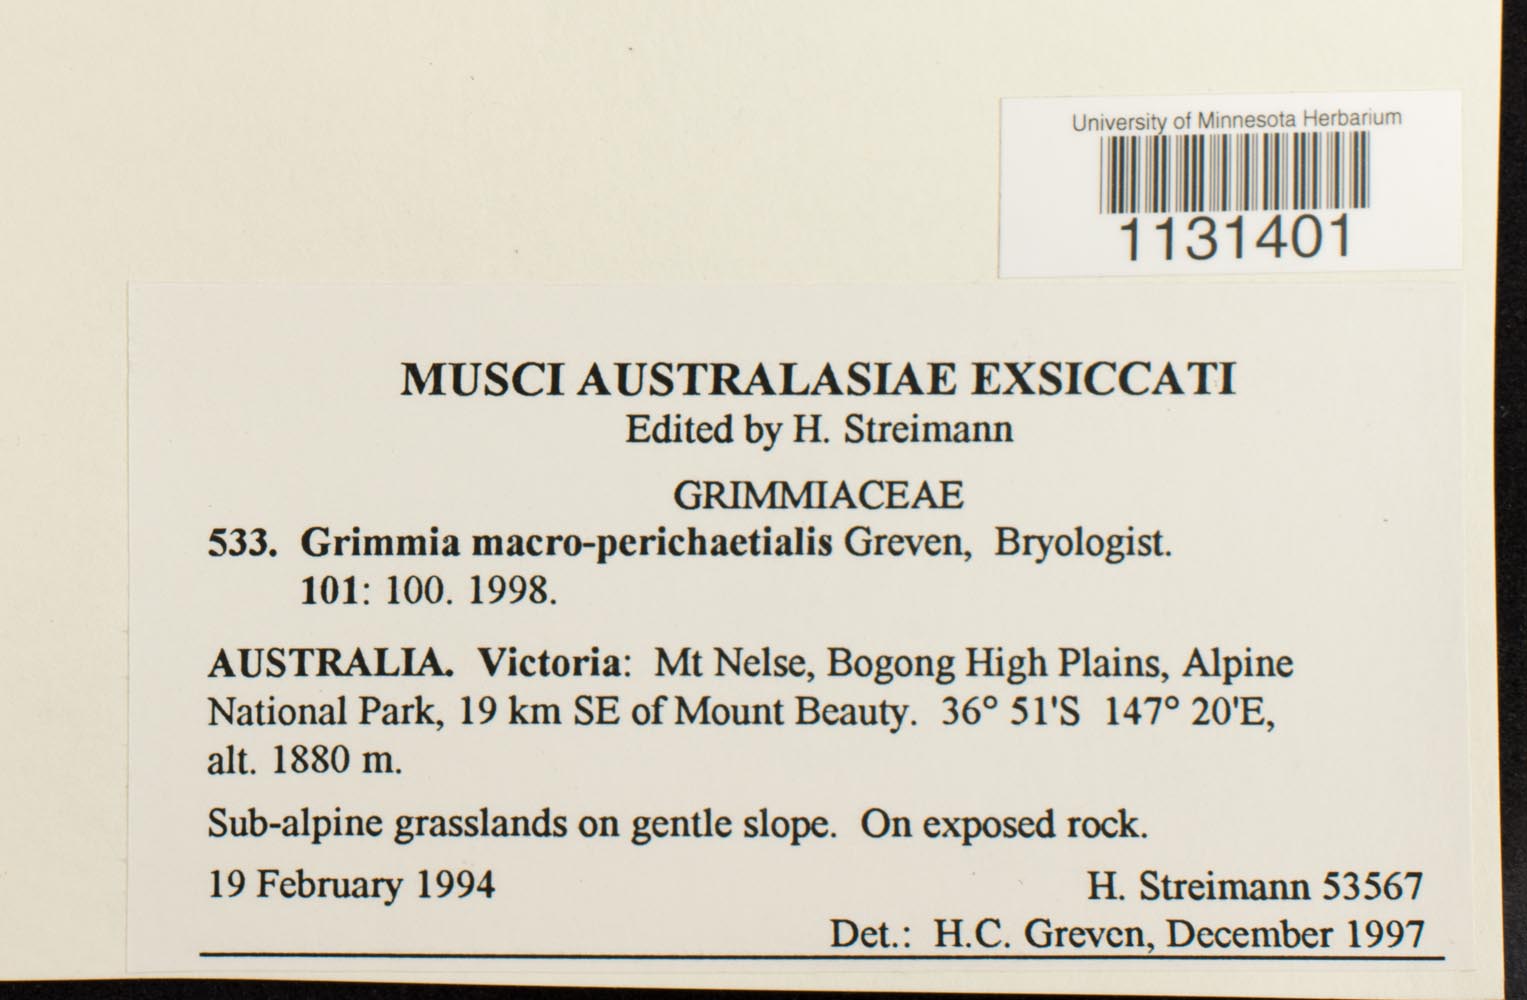 University of Minnesota Herbarium
1131401
MUSCI AUSTRALASIAE EXSICCATI
Edited by H. Streimann
GRIMMIACEAE
533. Grimmia macro-perichaetialis Greven, Bryologist.
101: 100. 1998.
AUSTRALIA. Victoria: Mt Nelse, Bogong High Plains, Alpine
National Park, 19 km SE of Mount Beauty. 36° 51'S 147° 20'E,
alt. 1880 m.
Sub-alpine grasslands on gentle slope. On exposed rock.
19 February 1994 H. Streimann 53567
Det.: H.C. Greven, December 1997